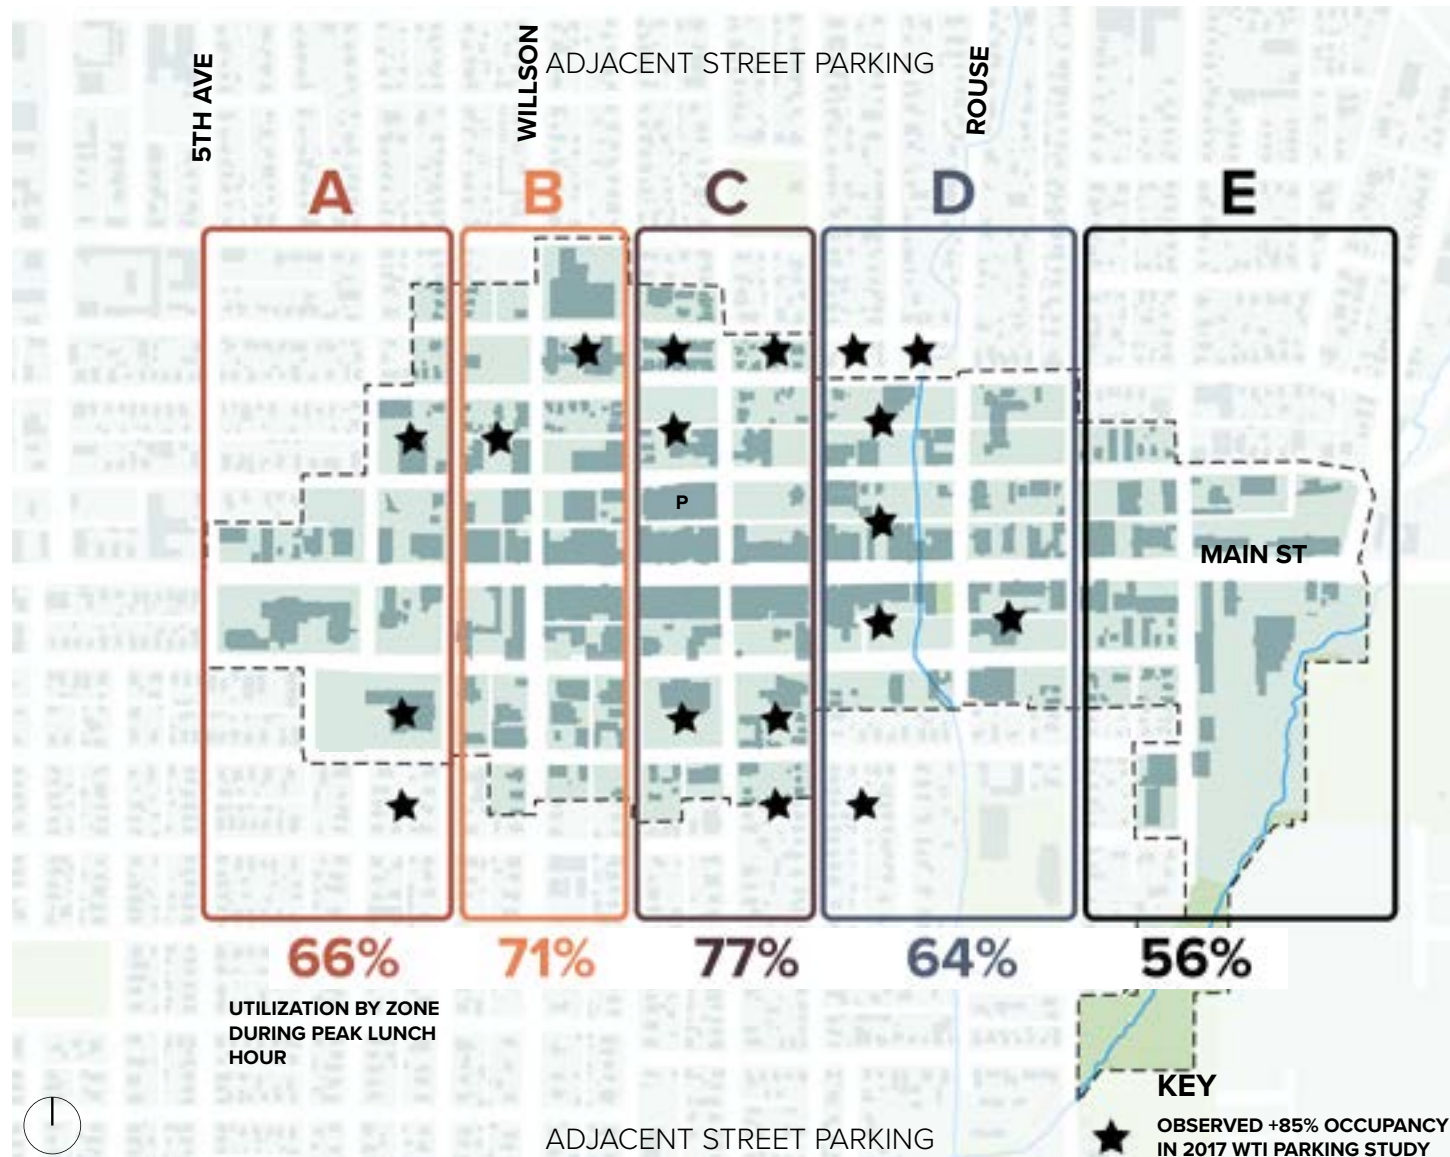 5TH AVE
WILLSON
ADJACENT STREET PARKING
ROUSE
A
B
C
D
E
P
MAIN ST
66%
71%
77%
64%
56%
UTILIZATION BY ZONE
DURING PEAK LUNCH
HOUR
KEY
OBSERVED +85% OCCUPANCY
IN 2017 WTI PARKING STUDY
ADJACENT STREET PARKING